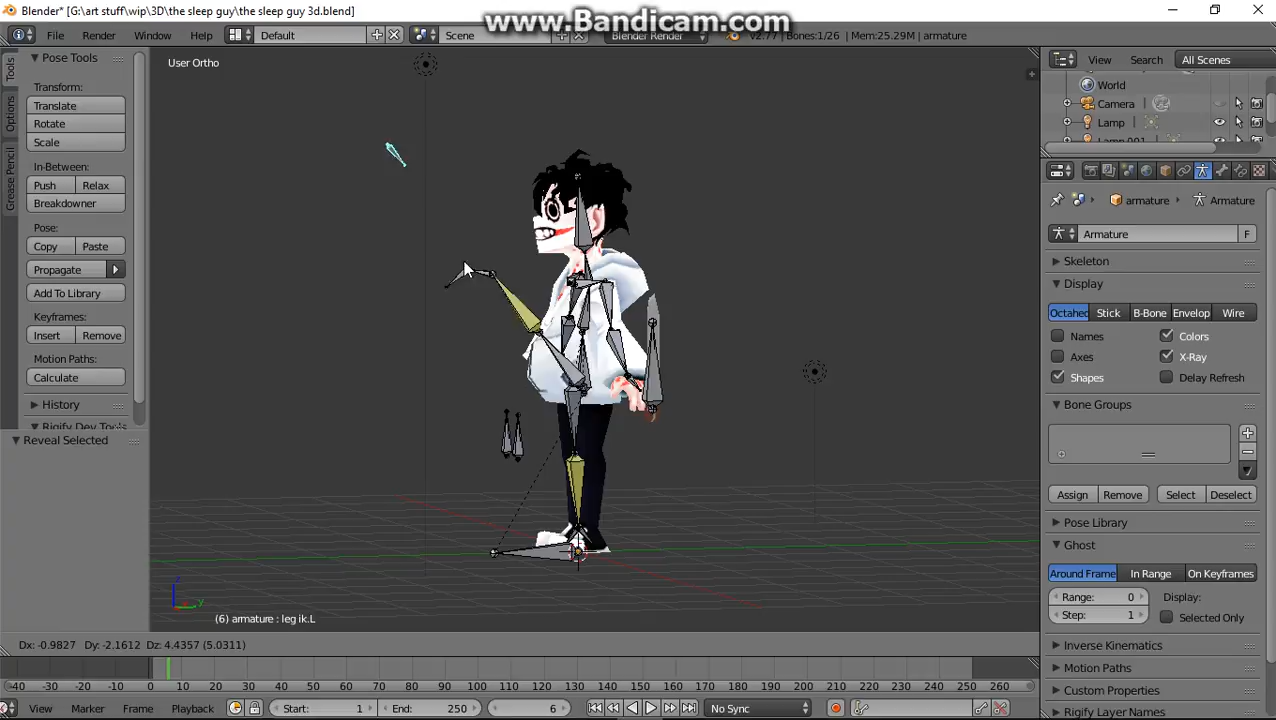 Blender* [G:\art stuff\wip\3D\the sleep guy\the sleep guy 3d.blend]
www.Bandicam.com
File Render Window Help Default Scene Blender Render v2.77 | Bones:1/26 | Mem:25.29M | armature
View Search All Scenes
Tools
Options
Grease Pencil
Pose Tools
Transform:
Translate
Rotate
Scale
In-Between:
Push Relax
Breakdowner
Pose:
Copy Paste
Propagate
Add To Library
Keyframes:
Insert Remove
Motion Paths:
Calculate
History
Rigify Dev Tools
Reveal Selected
User Ortho
(6) armature : leg ik.L
World
Camera
Lamp
Lamp.001
armature Armature
Armature F
Skeleton
Display
Octahed Stick B-Bone Envelop Wire
Names Colors
Axes X-Ray
Shapes Delay Refresh
Bone Groups
Assign Remove Select Deselect
Pose Library
Ghost
Around Frame In Range On Keyframes
Range: 0 Display:
Step: 1 Selected Only
Inverse Kinematics
Motion Paths
Custom Properties
Rigify Layer Names
Dx: -0.9827 Dy: -2.1612 Dz: 4.4357 (5.0311)
-40 -30 -20 -10 0 10 20 30 40 50 60 70 80 90 100 110 120 130 140 150 160 170 180 190 200 210 220 230 240 250 260
View Marker Frame Playback Start: 1 End: 250 6 No Sync